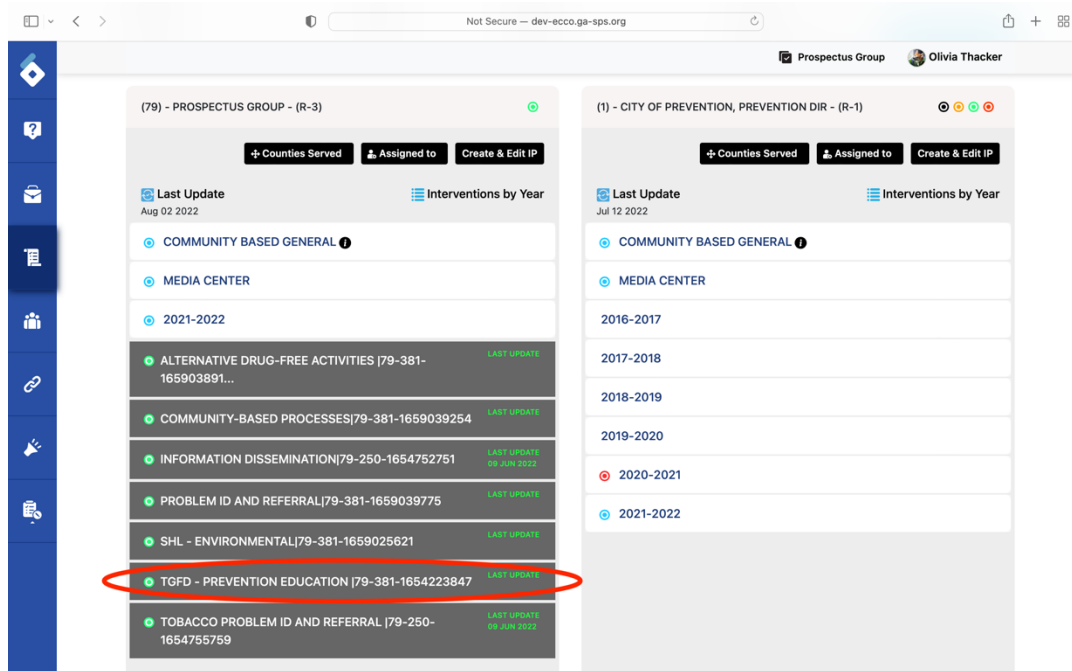 Not Secure — dev-ecco.ga-sps.org
Prospectus Group
Olivia Thacker
(79) - PROSPECTUS GROUP - (R-3)
Counties Served
Assigned to
Create & Edit IP
Last Update
Interventions by Year
Aug 02 2022
COMMUNITY BASED GENERAL
MEDIA CENTER
2021-2022
ALTERNATIVE DRUG-FREE ACTIVITIES |79-381-
165903891...
LAST UPDATE
COMMUNITY-BASED PROCESSES|79-381-1659039254
LAST UPDATE
INFORMATION DISSEMINATION|79-250-1654752751
LAST UPDATE
09 JUN 2022
PROBLEM ID AND REFERRAL|79-381-1659039775
LAST UPDATE
SHL - ENVIRONMENTAL|79-381-1659025621
LAST UPDATE
TGFD - PREVENTION EDUCATION |79-381-1654223847
LAST UPDATE
TOBACCO PROBLEM ID AND REFERRAL |79-250-
1654755759
LAST UPDATE
09 JUN 2022
(1) - CITY OF PREVENTION, PREVENTION DIR - (R-1)
Counties Served
Assigned to
Create & Edit IP
Last Update
Interventions by Year
Jul 12 2022
COMMUNITY BASED GENERAL
MEDIA CENTER
2016-2017
2017-2018
2018-2019
2019-2020
2020-2021
2021-2022